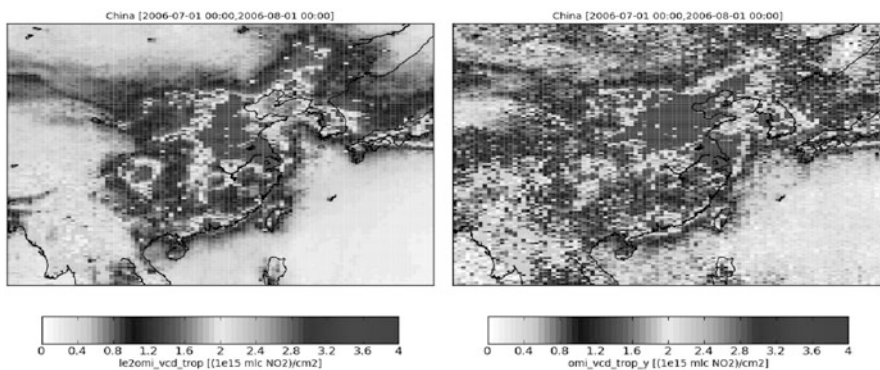 China [2006-07-01 00:00,2006-08-01 00:00]
0 0.4 0.8 1.2 1.6 2 2.4 2.8 3.2 3.6 4
le2omi_vcd_trop [(1e15 mlc NO2)/cm2]
China [2006-07-01 00:00,2006-08-01 00:00]
0 0.4 0.8 1.2 1.6 2 2.4 2.8 3.2 3.6 4
omi_vcd_trop_y [(1e15 mlc NO2)/cm2]